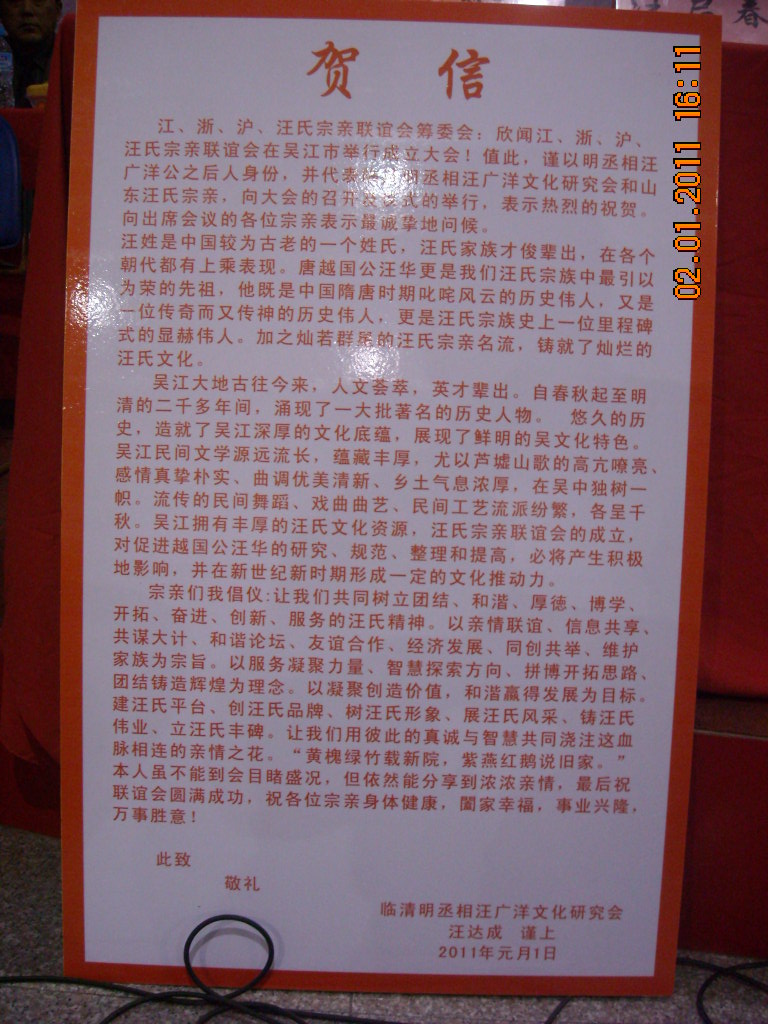 贺 信
江、浙、沪、汪氏宗亲联谊会筹委会：欣闻江、浙、沪、
汪氏宗亲联谊会在吴江市举行成立大会！值此，谨以明丞相汪
广洋公之后人身份，并代表 明丞相汪广洋文化研究会和山
东汪氏宗亲，向大会的召开 式的举行，表示热烈的祝贺。
向出席会议的各位宗亲表示最诚挚地问候。
汪姓是中国较为古老的一个姓氏，汪氏家族才俊辈出，在各个
朝代都有上乘表现。唐越国公汪华更是我们汪氏宗族中最引以
为荣的先祖，他既是中国隋唐时期叱咤风云的历史伟人，又是
一位传奇而又传神的历史伟人，更是汪氏宗族史上一位里程碑
式的显赫伟人。加之灿若群星的汪氏宗亲名流，铸就了灿烂的
汪氏文化。
吴江大地古往今来，人文荟萃，英才辈出。自春秋起至明
清的二千多年间，涌现了一大批著名的历史人物。 悠久的历
史，造就了吴江深厚的文化底蕴，展现了鲜明的吴文化特色。
吴江民间文学源远流长，蕴藏丰厚，尤以芦墟山歌的高亢嘹亮、
感情真挚朴实、曲调优美清新、乡土气息浓厚，在吴中独树一
帜。流传的民间舞蹈、戏曲曲艺、民间工艺流派纷繁，各呈千
秋。吴江拥有丰厚的汪氏文化资源，汪氏宗亲联谊会的成立，
对促进越国公汪华的研究、规范、整理和提高，必将产生积极
地影响，并在新世纪新时期形成一定的文化推动力。
宗亲们我倡仪:让我们共同树立团结、和谐、厚德、博学、
开拓、奋进、创新、服务的汪氏精神。以亲情联谊、信息共享、
共谋大计、和谐论坛、友谊合作、经济发展、同创共举、维护
家族为宗旨。以服务凝聚力量、智慧探索方向、拼博开拓思路、
团结铸造辉煌为理念。以凝聚创造价值，和谐赢得发展为目标。
建汪氏平台、创汪氏品牌、树汪氏形象、展汪氏风采、铸汪氏
伟业、立汪氏丰碑。让我们用彼此的真诚与智慧共同浇注这血
脉相连的亲情之花。“黄槐绿竹载新院，紫燕红鹅说旧家。”
本人虽不能到会目睹盛况，但依然能分享到浓浓亲情，最后祝
联谊会圆满成功，祝各位宗亲身体健康，阖家幸福，事业兴隆，
万事胜意！
此致
敬礼
临清明丞相汪广洋文化研究会
汪达成 谨上
2011年元月1日
02.01.2011 16:11